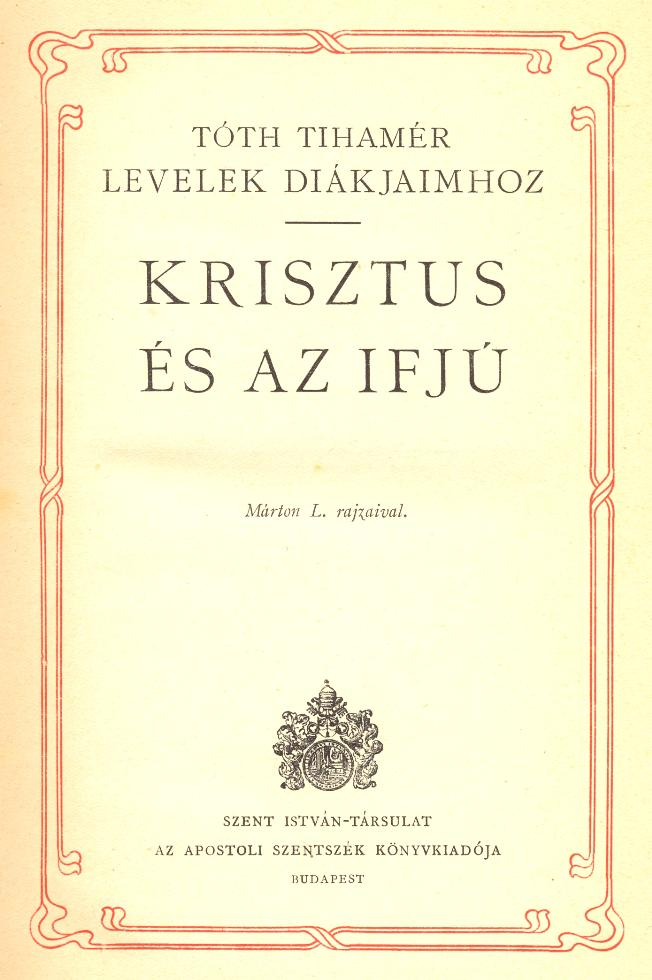 TÓTH TIHAMÉR
LEVELEK DIÁKJAIMHOZ
KRISZTUS
ÉS AZ IFJÚ
Márton L. rajzaival.
SZENT ISTVÁN-TÁRSULAT
AZ APOSTOLI SZENTSZÉK KÖNYVKIADÓJA
BUDAPEST